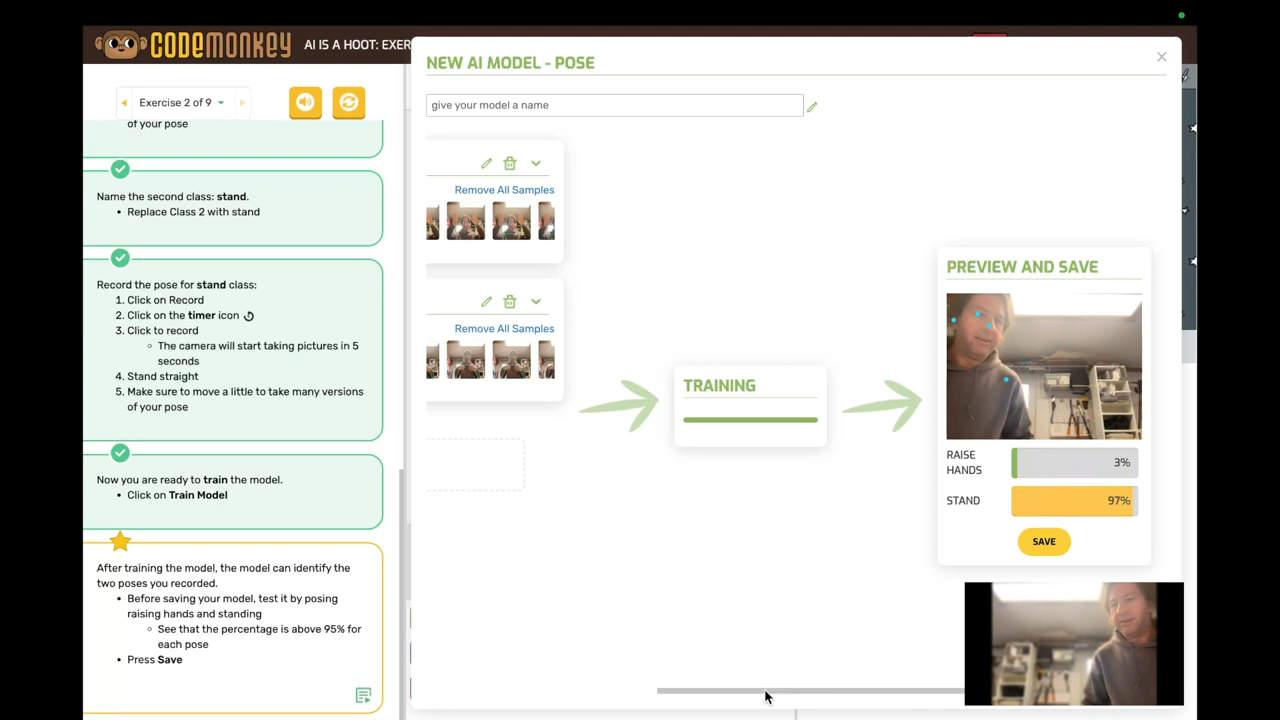 CODEMONKEY
AI IS A HOOT: EXER
Exercise 2 of 9
of your pose
Name the second class: stand.
Replace Class 2 with stand
Record the pose for stand class:
1. Click on Record
2. Click on the timer icon
3. Click to record
The camera will start taking pictures in 5
seconds
4. Stand straight
5. Make sure to move a little to take many versions
of your pose
Now you are ready to train the model.
Click on Train Model
After training the model, the model can identify the
two poses you recorded.
Before saving your model, test it by posing
raising hands and standing
See that the percentage is above 95% for
each pose
Press Save
NEW AI MODEL - POSE
give your model a name
Remove All Samples
Remove All Samples
TRAINING
PREVIEW AND SAVE
RAISE
HANDS
3%
STAND
97%
SAVE